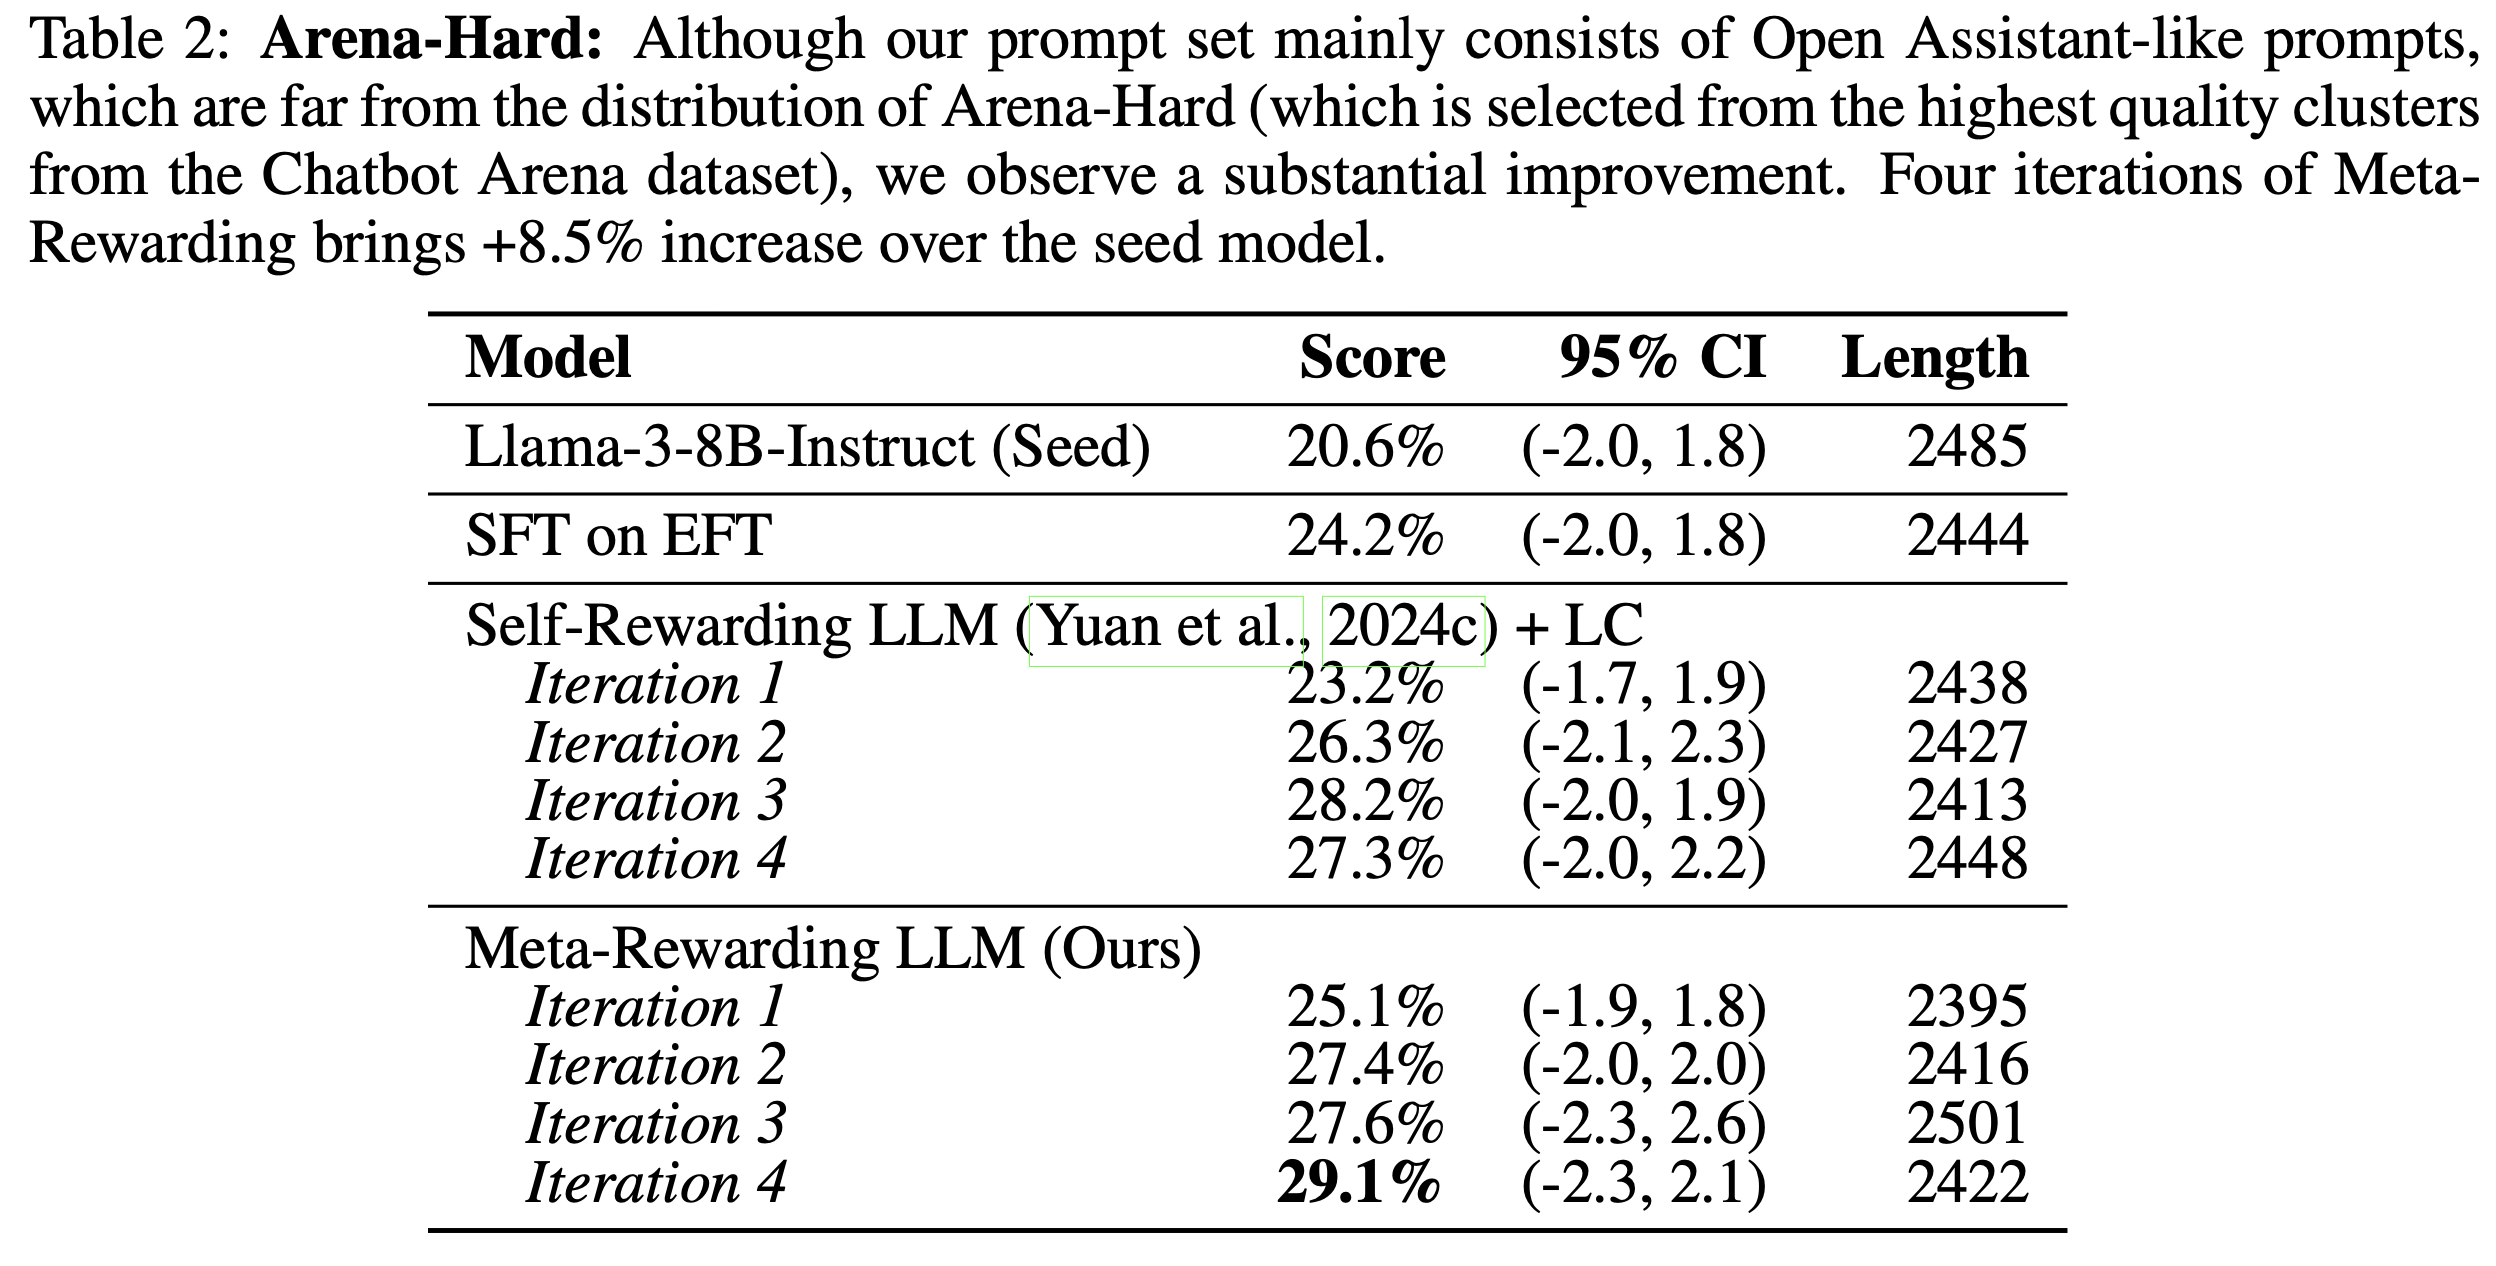 Table 2: Arena-Hard: Although our prompt set mainly consists of Open Assistant-like prompts,
which are far from the distribution of Arena-Hard (which is selected from the highest quality clusters
from the Chatbot Arena dataset), we observe a substantial improvement. Four iterations of Meta-
Rewarding brings +8.5% increase over the seed model.
Model Score 95% CI Length
Llama-3-8B-Instruct (Seed) 20.6% (-2.0, 1.8) 2485
SFT on EFT 24.2% (-2.0, 1.8) 2444
Self-Rewarding LLM (Yuan et al., 2024c) + LC
Iteration 1 23.2% (-1.7, 1.9) 2438
Iteration 2 26.3% (-2.1, 2.3) 2427
Iteration 3 28.2% (-2.0, 1.9) 2413
Iteration 4 27.3% (-2.0, 2.2) 2448
Meta-Rewarding LLM (Ours)
Iteration 1 25.1% (-1.9, 1.8) 2395
Iteration 2 27.4% (-2.0, 2.0) 2416
Iteration 3 27.6% (-2.3, 2.6) 2501
Iteration 4 29.1% (-2.3, 2.1) 2422